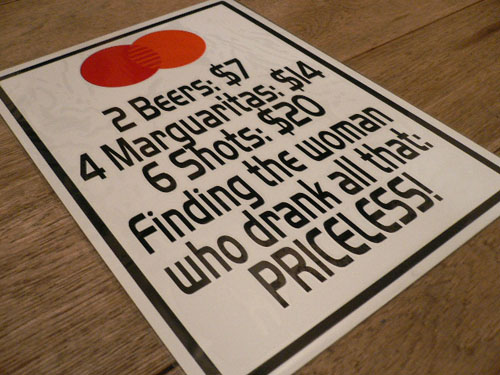 2 Beers: $7
4 Marguaritas: $14
6 Shots: $20
Finding the woman
who drank all that:
PRICELESS!